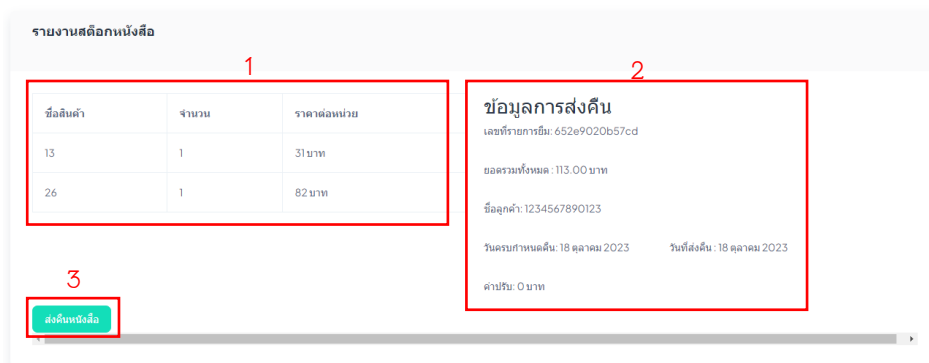 รายงานสต็อกหนังสือ
1
ชื่อสินค้า จำนวน ราคาต่อหน่วย
13 1 31 บาท
26 1 82 บาท
2
ข้อมูลการส่งคืน
เลขที่รายการยืม: 652e9020b57cd
ยอดรวมทั้งหมด : 113.00 บาท
ชื่อลูกค้า: 1234567890123
วันครบกำหนดคืน: 18 ตุลาคม 2023 วันที่ส่งคืน : 18 ตุลาคม 2023
ค่าปรับ: 0 บาท
3
ส่งคืนหนังสือ